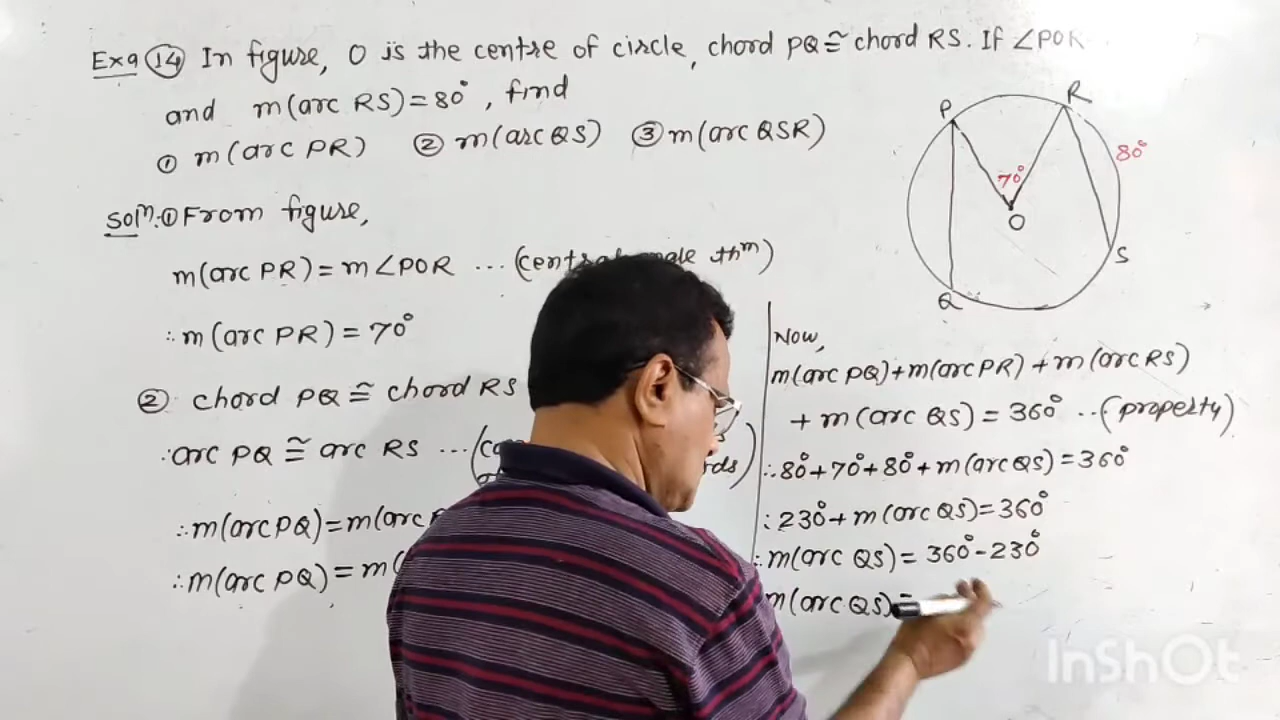 Exa 14 In figure, O is the centre of circle, chord PQ ≅ chord RS. If ∠POR
and m(arc RS)=80°, find
① m(arc PR) ② m(arc QS) ③ m(arc QSR)
Solⁿ:① From figure,
m(arc PR) = m∠POR ... (central angle thᵐ)
∴ m(arc PR) = 70°
② chord PQ ≅ chord RS
∴ arc PQ ≅ arc RS ...
∴ m(arc PQ) = m(arc
∴ m(arc PQ) = m(
Now,
m(arc PQ)+m(arc PR)+m(arc RS)
+ m(arc QS) = 360° ..(property)
∴ 80°+70°+80°+m(arc QS)=360°
∴ 230°+m(arc QS)=360°
∴ m(arc QS)= 360°-230°
m(arc QS)=
P
R
80°
70°
O
S
Q
InShOt